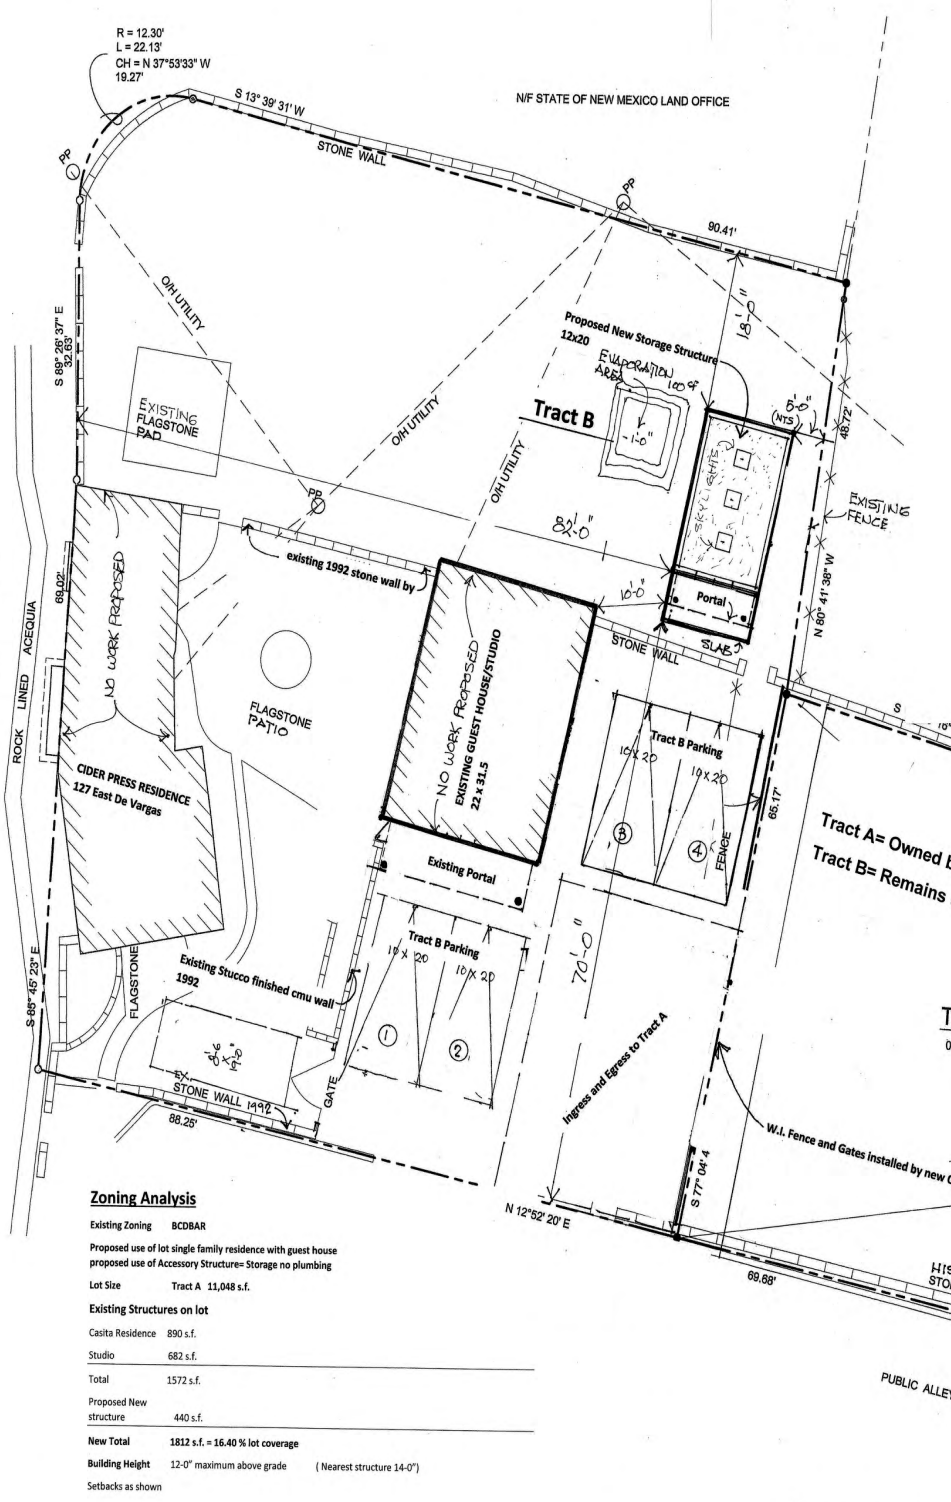 R = 12.30'
L = 22.13'
CH = N 37°53'33" W
19.27'
S 13° 39' 31" W
N/F STATE OF NEW MEXICO LAND OFFICE
STONE WALL
PP
PP
90.41'
18'-0"
O/H UTILITY
S 89° 26' 37" E
32.63'
Proposed New Storage Structure
12x20
EVAPORATION
AREA 100 SF
-1'-0"
5'-0"
(NTS)
48.72'
EXISTING
FLAGSTONE
PAD
O/H UTILITY
Tract B
O/H UTILITY
SKYLIGHTS
EXISTING
FENCE
PP
82'-0"
existing 1992 stone wall by
N 80° 41' 38" W
69.02'
NO WORK PROPOSED
10'-0"
Portal
SLAB
STONE WALL
ROCK LINED ACEQUIA
FLAGSTONE
PATIO
NO WORK PROPOSED
EXISTING GUEST HOUSE/STUDIO
22 x 31.5
S
Tract B Parking
10 X 20
10 X 20
CIDER PRESS RESIDENCE
127 East De Vargas
65.17'
3
4
FENCE
Tract A= Owned
Tract B= Remains
Existing Portal
Tract B Parking
10 X 20
10 X 20
70'-0"
S 85° 45' 23" E
FLAGSTONE
Existing Stucco finished cmu wall
1992
1
2
8'-6
X
19'-0"
Ingress and Egress to Tract A
EX.
STONE WALL 1992
GATE
88.25'
W.I. Fence and Gates installed by new
S 77° 04' 4
N 12°52' 20' E
69.68'
HIS
STO
PUBLIC ALLEY
Zoning Analysis
Existing Zoning BCDBAR
Proposed use of lot single family residence with guest house
proposed use of Accessory Structure= Storage no plumbing
Lot Size Tract A 11,048 s.f.
Existing Structures on lot
Casita Residence 890 s.f.
Studio 682 s.f.
Total 1572 s.f.
Proposed New
structure 440 s.f.
New Total 1812 s.f. = 16.40 % lot coverage
Building Height 12-0" maximum above grade ( Nearest structure 14-0")
Setbacks as shown